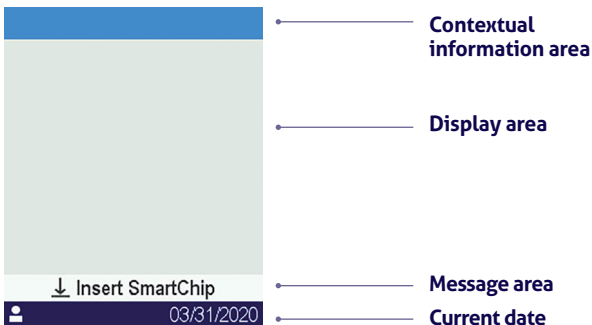 Contextual
information area
Display area
Insert SmartChip
Message area
03/31/2020
Current date